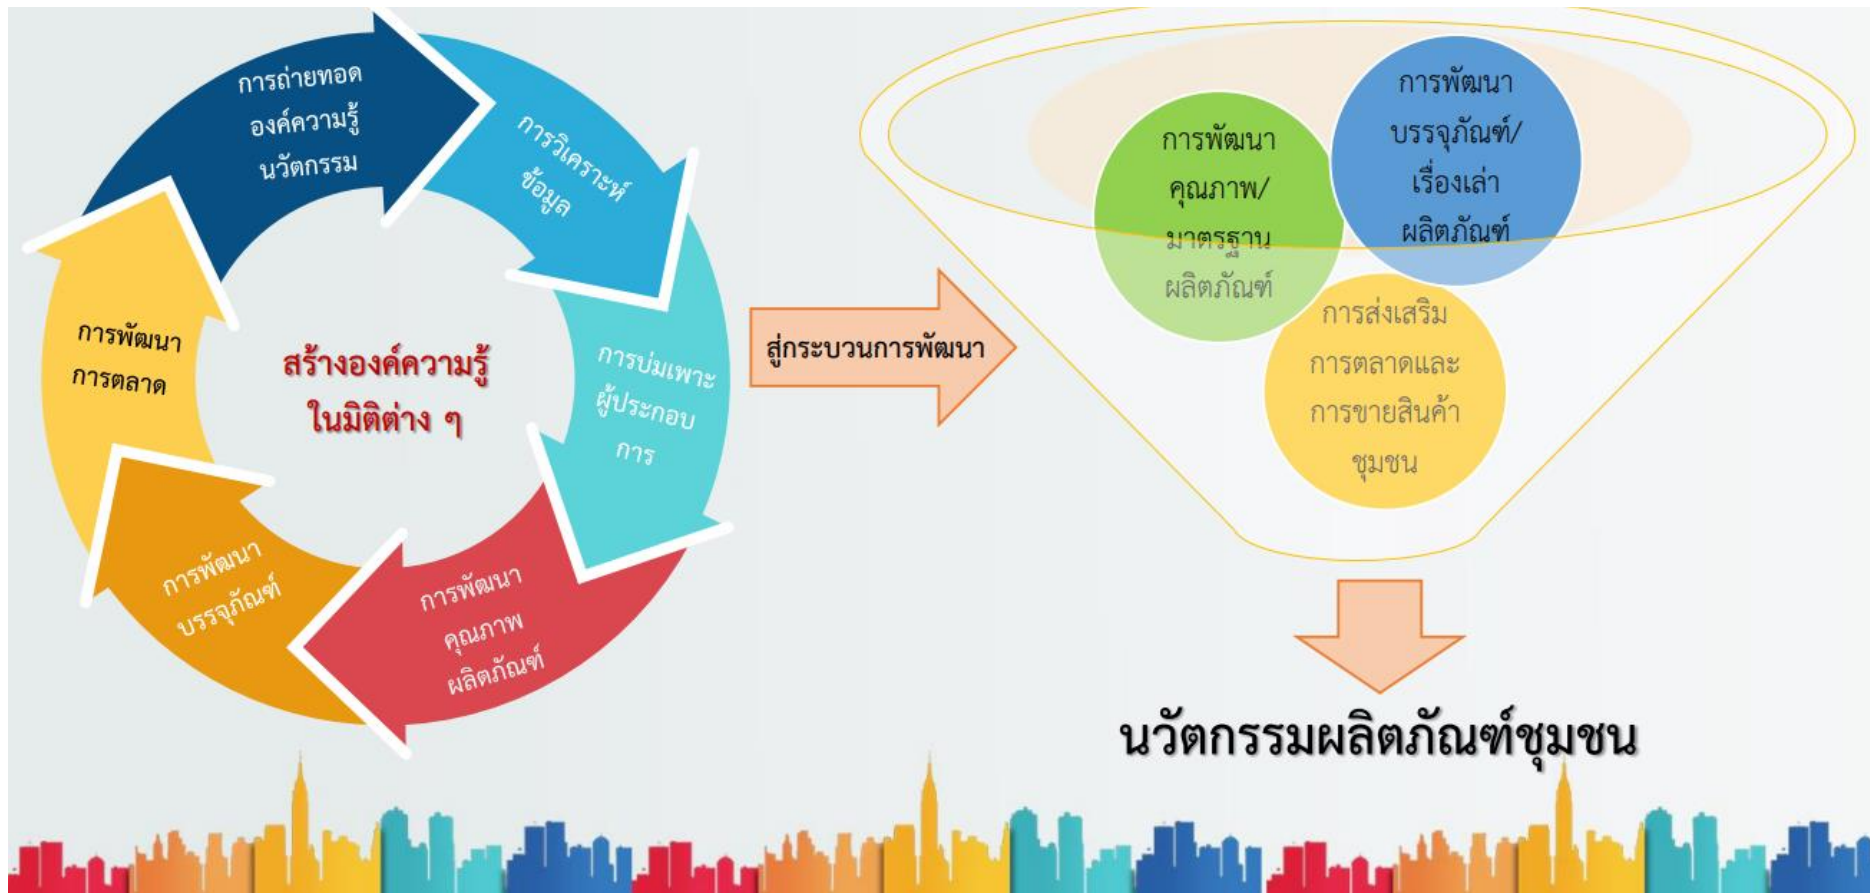 การถ่ายทอด
องค์ความรู้
นวัตกรรม
การวิเคราะห์
ข้อมูล
การบ่มเพาะ
ผู้ประกอบ
การ
การพัฒนา
คุณภาพ
ผลิตภัณฑ์
การพัฒนา
บรรจุภัณฑ์
การพัฒนา
การตลาด
สร้างองค์ความรู้
ในมิติต่าง ๆ
สู่กระบวนการพัฒนา
การพัฒนา
คุณภาพ/
มาตรฐาน
ผลิตภัณฑ์
การพัฒนา
บรรจุภัณฑ์/
เรื่องเล่า
ผลิตภัณฑ์
การส่งเสริม
การตลาดและ
การขายสินค้า
ชุมชน
นวัตกรรมผลิตภัณฑ์ชุมชน